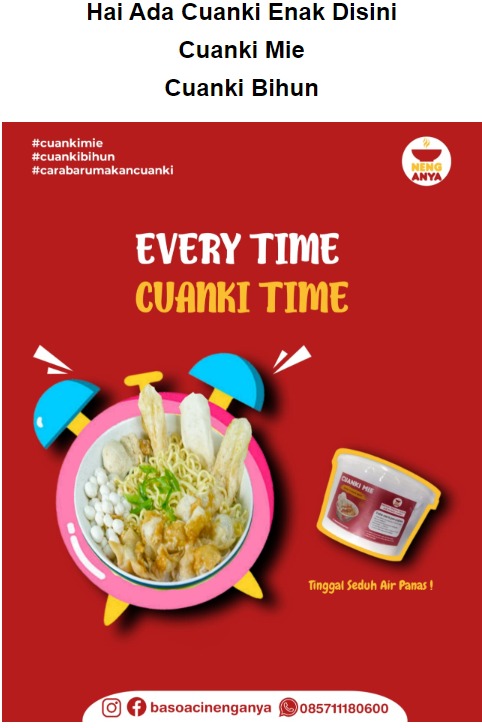 Hai Ada Cuanki Enak Disini
Cuanki Mie
Cuanki Bihun
#cuankimie
#cuankibihun
#carabarumakancuanki
NENG
ANYA
EVERY TIME
CUANKI TIME
CUANKI MIE
Tinggal Seduh Air Panas !
basoacinenganya
085711180600